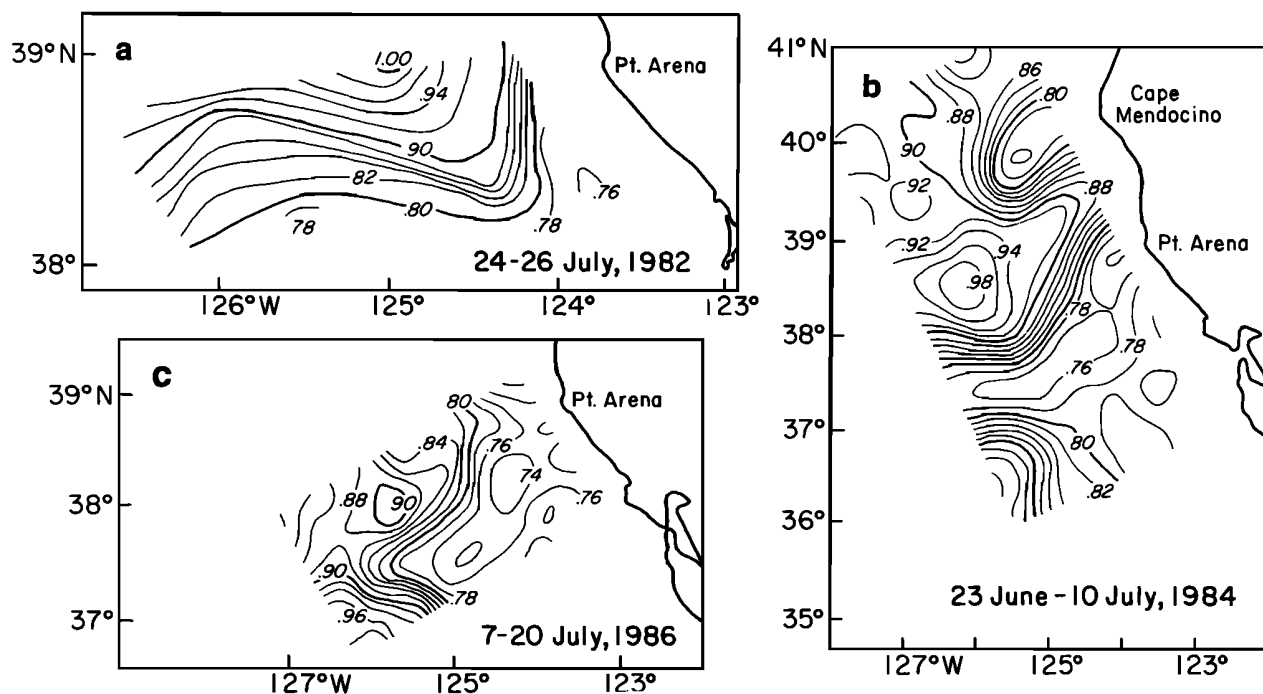 a
39°N
38°
126°W
125°
124°
123°
Pt. Arena
1.00
.94
.90
.82
.80
.78
.78
.76
24-26 July, 1982
b
41°N
40°
39°
38°
37°
36°
35°
127°W
125°
123°
Cape
Mendocino
Pt. Arena
86
.80
.88
.90
.92
.88
.92
.94
.98
.78
.78
.76
80
.82
23 June-10 July, 1984
c
39°N
38°
37°
127°W
125°
123°
Pt. Arena
80
.84
.76
.74
.88
90
.76
.90
.78
.96
7-20 July, 1986